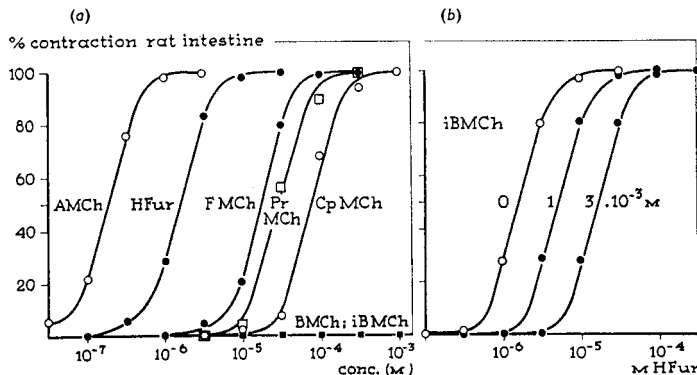 (a)
(b)
% contraction rat intestine
100
80
60
40
20
AMCh
HFur
F MCh
Pr MCh
Cp MCh
BMCh; iBMCh
10⁻⁷
10⁻⁶
10⁻⁵
10⁻⁴
10⁻³
conc. (M)
iBMCh
0
1
3 .10⁻³ M
10⁻⁶
10⁻⁵
10⁻⁴
M HFur